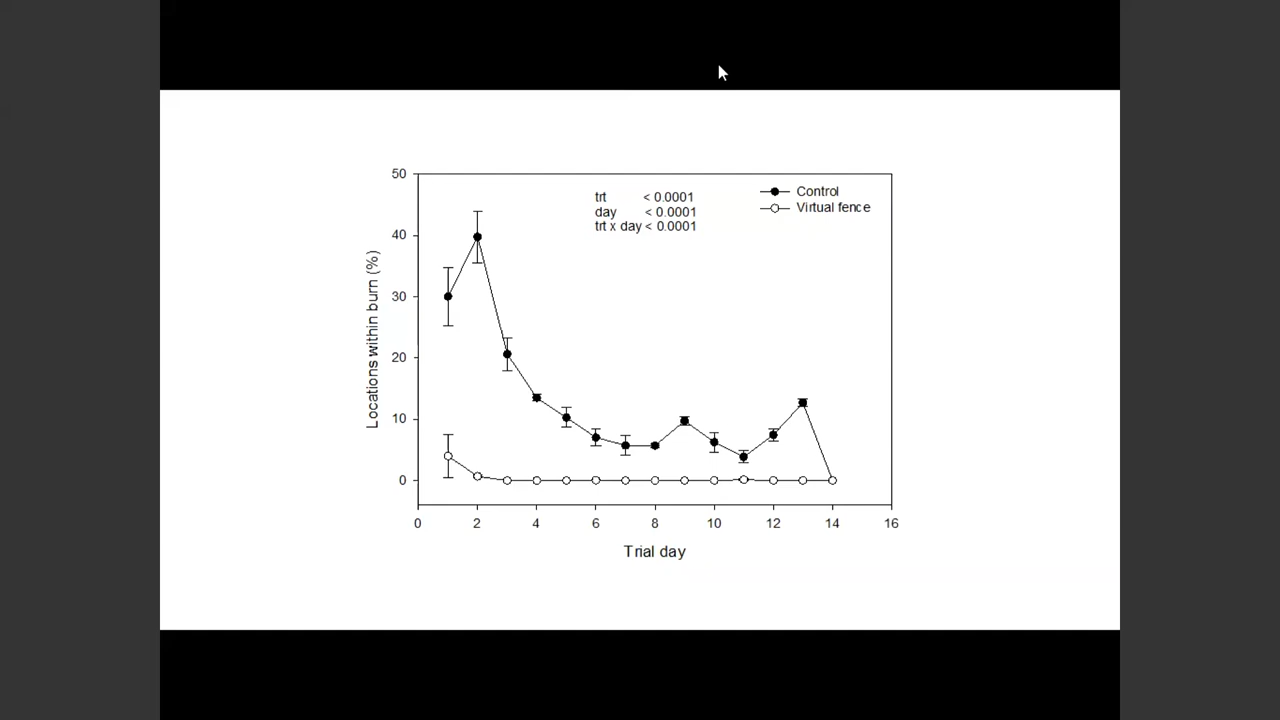 50
trt < 0.0001
day < 0.0001
trt x day < 0.0001
Control
Virtual fence
40
30
20
10
0
Locations within burn (%)
0 2 4 6 8 10 12 14 16
Trial day